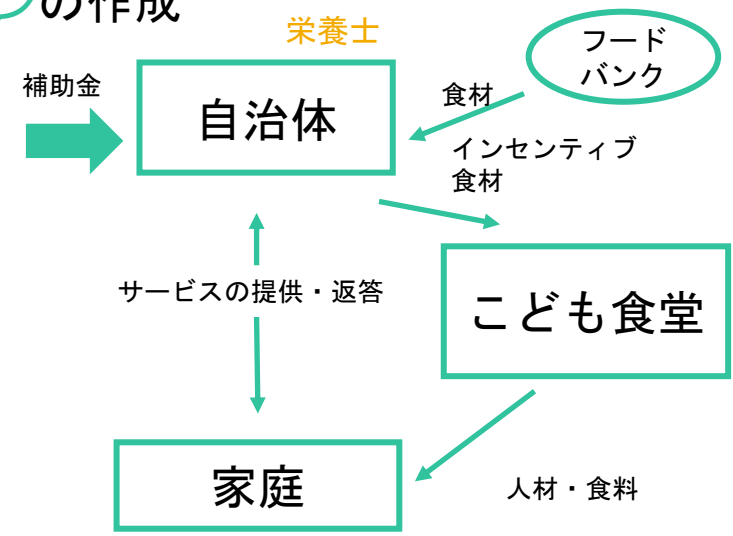 の作成
栄養士
フード
バンク
補助金
自治体
食材
インセンティブ
食材
サービスの提供・返答
こども食堂
家庭
人材・食料